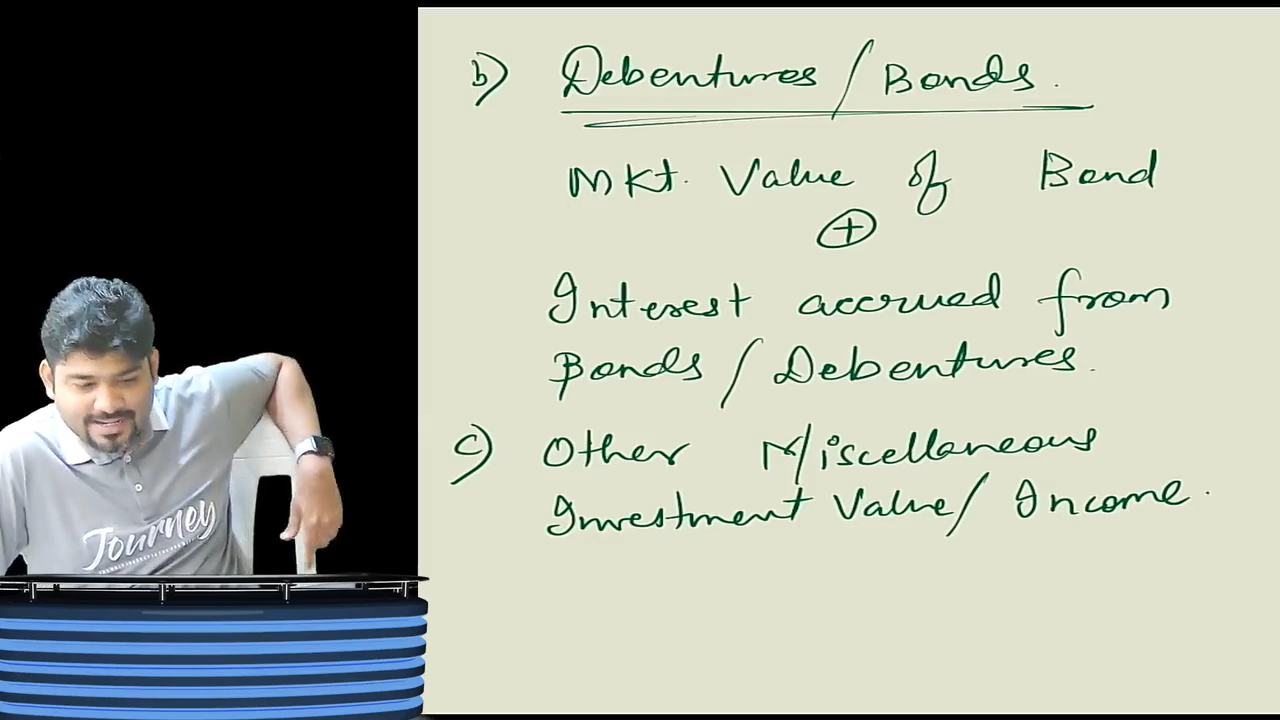 b) Debentures / Bonds.
Mkt. Value of Bond
+
Interest accrued from
Bonds / Debentures.
c) Other Miscellaneous
Investment Value / Income.
Journey